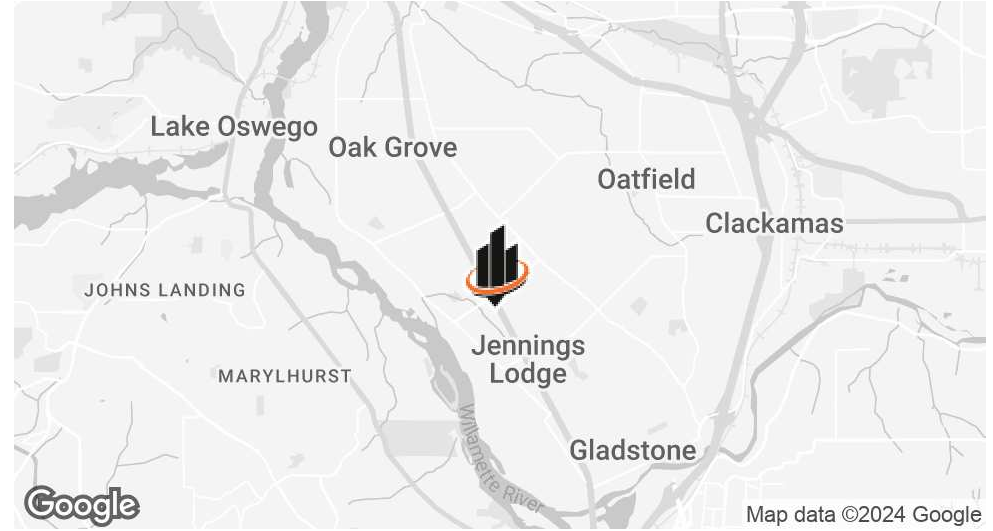 Lake Oswego
Oak Grove
Oatfield
Clackamas
JOHNS LANDING
Jennings
Lodge
MARYLHURST
Gladstone
Willamette River
Google
Map data ©2024 Google